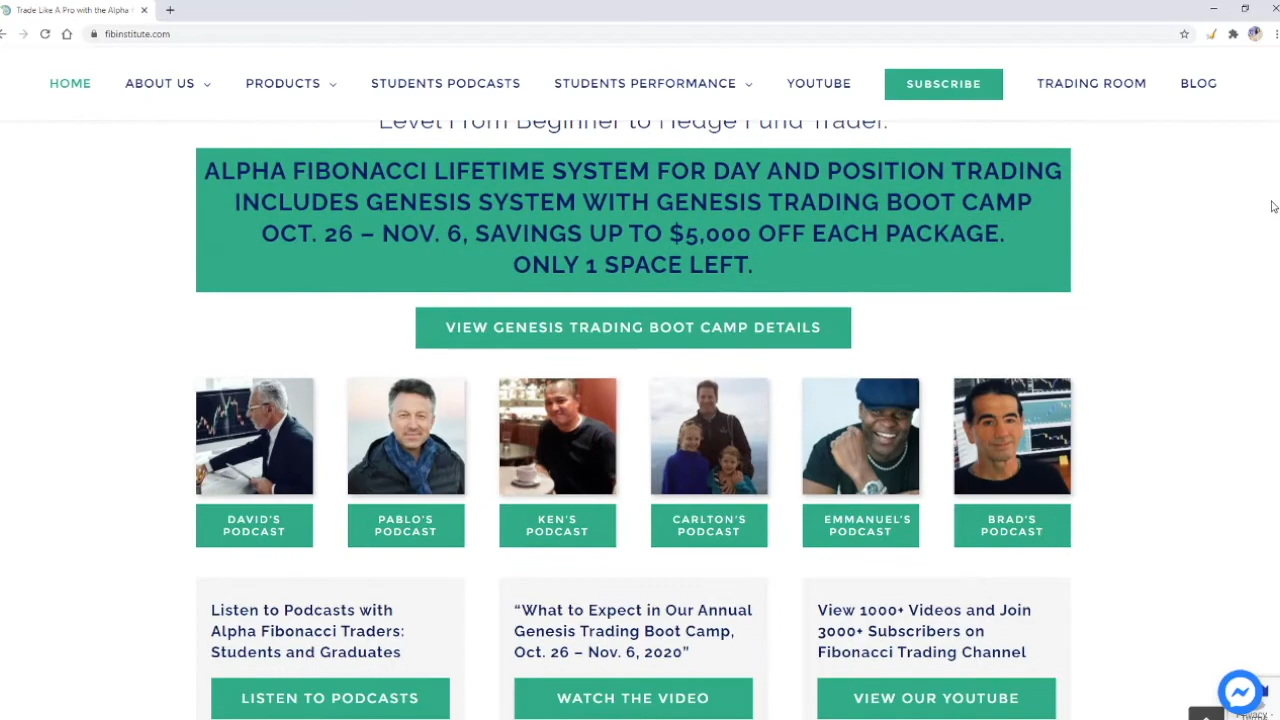 Trade Like A Pro with the Alpha
fibinstitute.com
HOME ABOUT US PRODUCTS STUDENTS PODCASTS STUDENTS PERFORMANCE YOUTUBE SUBSCRIBE TRADING ROOM BLOG
Level From Beginner to Hedge Fund Trader.
ALPHA FIBONACCI LIFETIME SYSTEM FOR DAY AND POSITION TRADING
INCLUDES GENESIS SYSTEM WITH GENESIS TRADING BOOT CAMP
OCT. 26 – NOV. 6, SAVINGS UP TO $5,000 OFF EACH PACKAGE.
ONLY 1 SPACE LEFT.
VIEW GENESIS TRADING BOOT CAMP DETAILS
DAVID'S
PODCAST
PABLO'S
PODCAST
KEN'S
PODCAST
CARLTON'S
PODCAST
EMMANUEL'S
PODCAST
BRAD'S
PODCAST
Listen to Podcasts with
Alpha Fibonacci Traders:
Students and Graduates
LISTEN TO PODCASTS
“What to Expect in Our Annual
Genesis Trading Boot Camp,
Oct. 26 – Nov. 6, 2020”
WATCH THE VIDEO
View 1000+ Videos and Join
3000+ Subscribers on
Fibonacci Trading Channel
VIEW OUR YOUTUBE
Privacy -